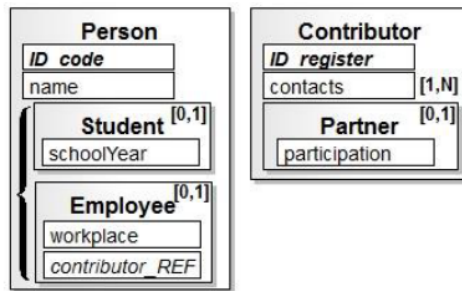 Person
ID_code
name
Student [0,1]
schoolYear
[0,1]
Employee
workplace
contributor_REF
Contributor
ID_register
contacts [1,N]
[0,1]
Partner
participation